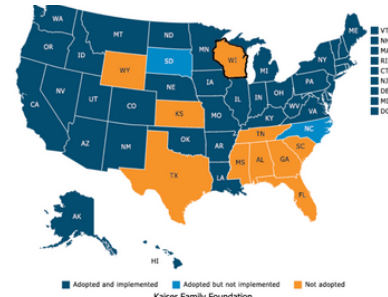 WA
MT
ND
MN
ME
VT
NH
MA
RI
CT
NJ
DE
MD
DC
OR
ID
WY
SD
WI
MI
NY
NV
UT
CO
NE
IA
IL
IN
OH
PA
WV
VA
CA
KS
MO
KY
NC
TN
SC
AZ
NM
OK
AR
MS
AL
GA
TX
LA
FL
AK
HI
Adopted and implemented
Adopted but not implemented
Not adopted
Kaiser Family Foundation